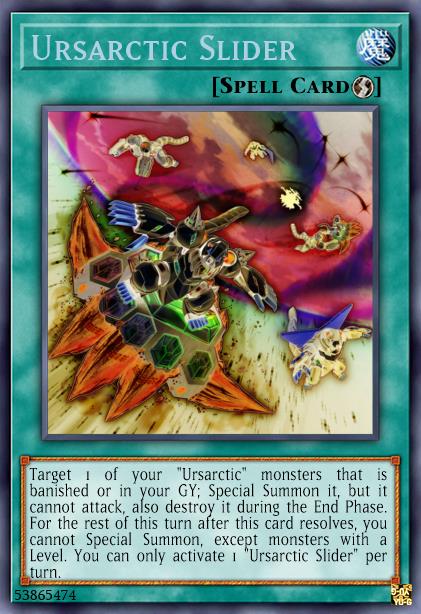 Ursarctic Slider
魔
[Spell Card]
Target 1 of your "Ursarctic" monsters that is
banished or in your GY; Special Summon it, but it
cannot attack, also destroy it during the End Phase.
For the rest of this turn after this card resolves, you
cannot Special Summon, except monsters with a
Level. You can only activate 1 "Ursarctic Slider" per
turn.
53865474